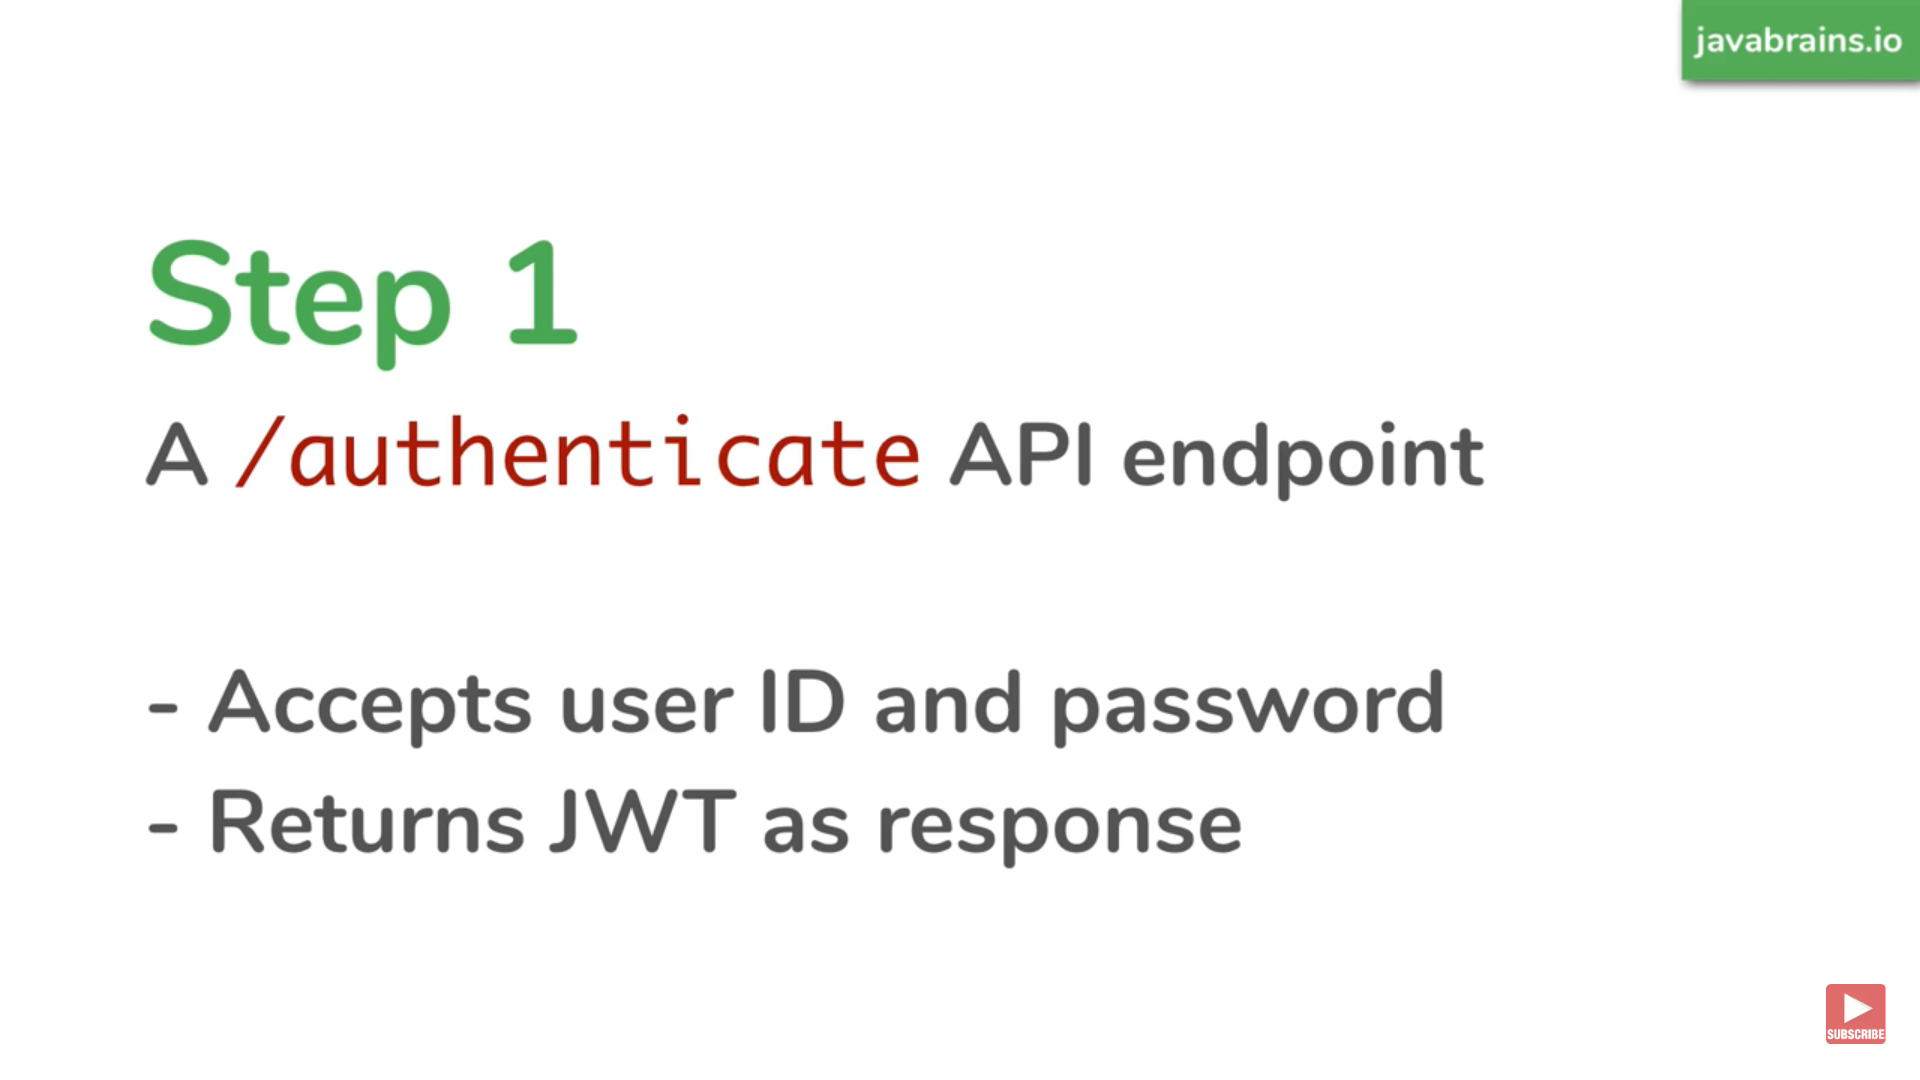 javabrains.io
Step 1
A /authenticate API endpoint
- Accepts user ID and password
- Returns JWT as response
SUBSCRIBE